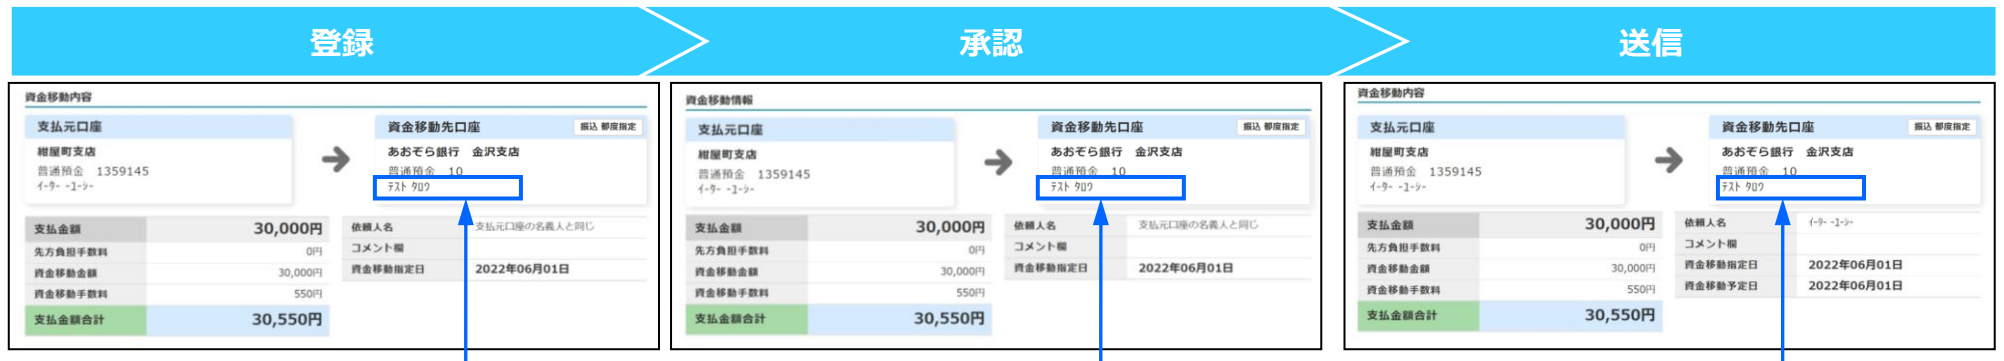 登録
承認
送信
資金移動内容
支払元口座
紺屋町支店
普通預金 1359145
ｲｰﾀｰ ｰﾕｰｼｰ
資金移動先口座
振込 都度指定
あおぞら銀行 金沢支店
普通預金 10
ﾃｽﾄ ﾀﾛｳ
支払金額 30,000円
先方負担手数料 0円
資金移動金額 30,000円
資金移動手数料 550円
支払金額合計 30,550円
依頼人名 支払元口座の名義人と同じ
コメント欄
資金移動指定日 2022年06月01日
資金移動情報
支払元口座
紺屋町支店
普通預金 1359145
ｲｰﾀｰ ｰﾕｰｼｰ
資金移動先口座
振込 都度指定
あおぞら銀行 金沢支店
普通預金 10
ﾃｽﾄ ﾀﾛｳ
支払金額 30,000円
先方負担手数料 0円
資金移動金額 30,000円
資金移動手数料 550円
支払金額合計 30,550円
依頼人名 支払元口座の名義人と同じ
コメント欄
資金移動指定日 2022年06月01日
資金移動内容
支払元口座
紺屋町支店
普通預金 1359145
ｲｰﾀｰ ｰﾕｰｼｰ
資金移動先口座
振込 都度指定
あおぞら銀行 金沢支店
普通預金 10
ﾃｽﾄ ﾀﾛｳ
支払金額 30,000円
先方負担手数料 0円
資金移動金額 30,000円
資金移動手数料 550円
支払金額合計 30,550円
依頼人名 ｲｰﾀｰ ｰﾕｰｼｰ
コメント欄
資金移動指定日 2022年06月01日
資金移動予定日 2022年06月01日